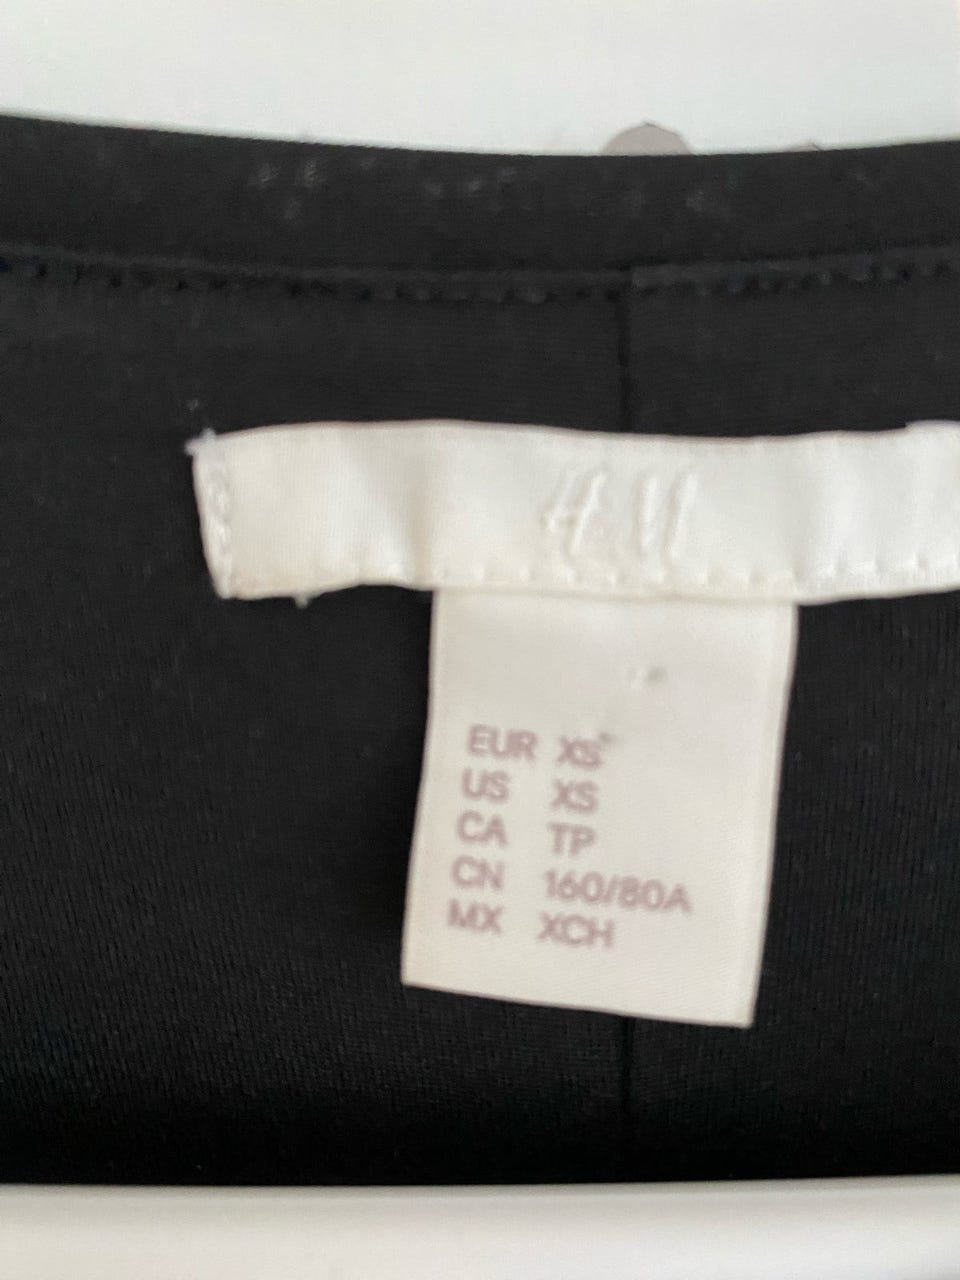 H M
EUR XS
US XS
CA TP
CN 160/80A
MX XCH